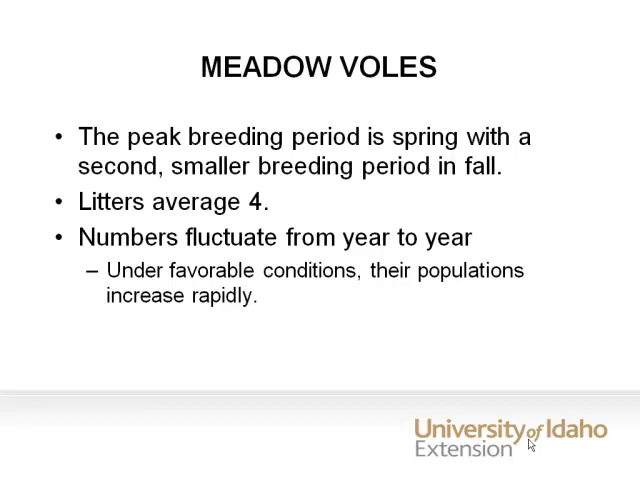 MEADOW VOLES
• The peak breeding period is spring with a
second, smaller breeding period in fall.
• Litters average 4.
• Numbers fluctuate from year to year
– Under favorable conditions, their populations
increase rapidly.
University of Idaho
Extension